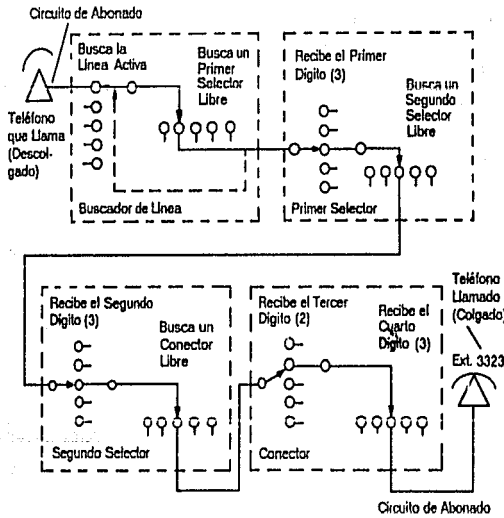 Circuito de Abonado
Busca la
Línea Activa
Busca un
Primer
Selector
Libre
Teléfono
que Llama
(Descol-
gado)
Buscador de Línea
Recibe el Primer
Dígito (3)
Busca un
Segundo
Selector
Libre
Primer Selector
Recibe el Segundo
Dígito (3)
Busca un
Conector
Libre
Segundo Selector
Recibe el Tercer
Dígito (2)
Recibe el
Cuarto
Dígito (3)
Conector
Teléfono
Llamado
(Colgado)
Ext. 3323
Circuito de Abonado